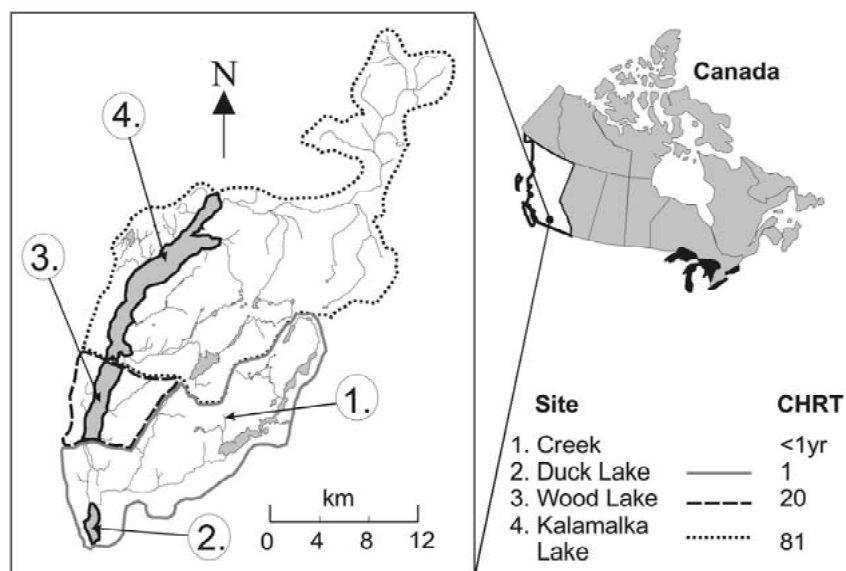 N
4.
3.
1.
2.
km
0 4 8 12
Canada
Site CHRT
1. Creek <1yr
2. Duck Lake 1
3. Wood Lake 20
4. Kalamalka
Lake 81